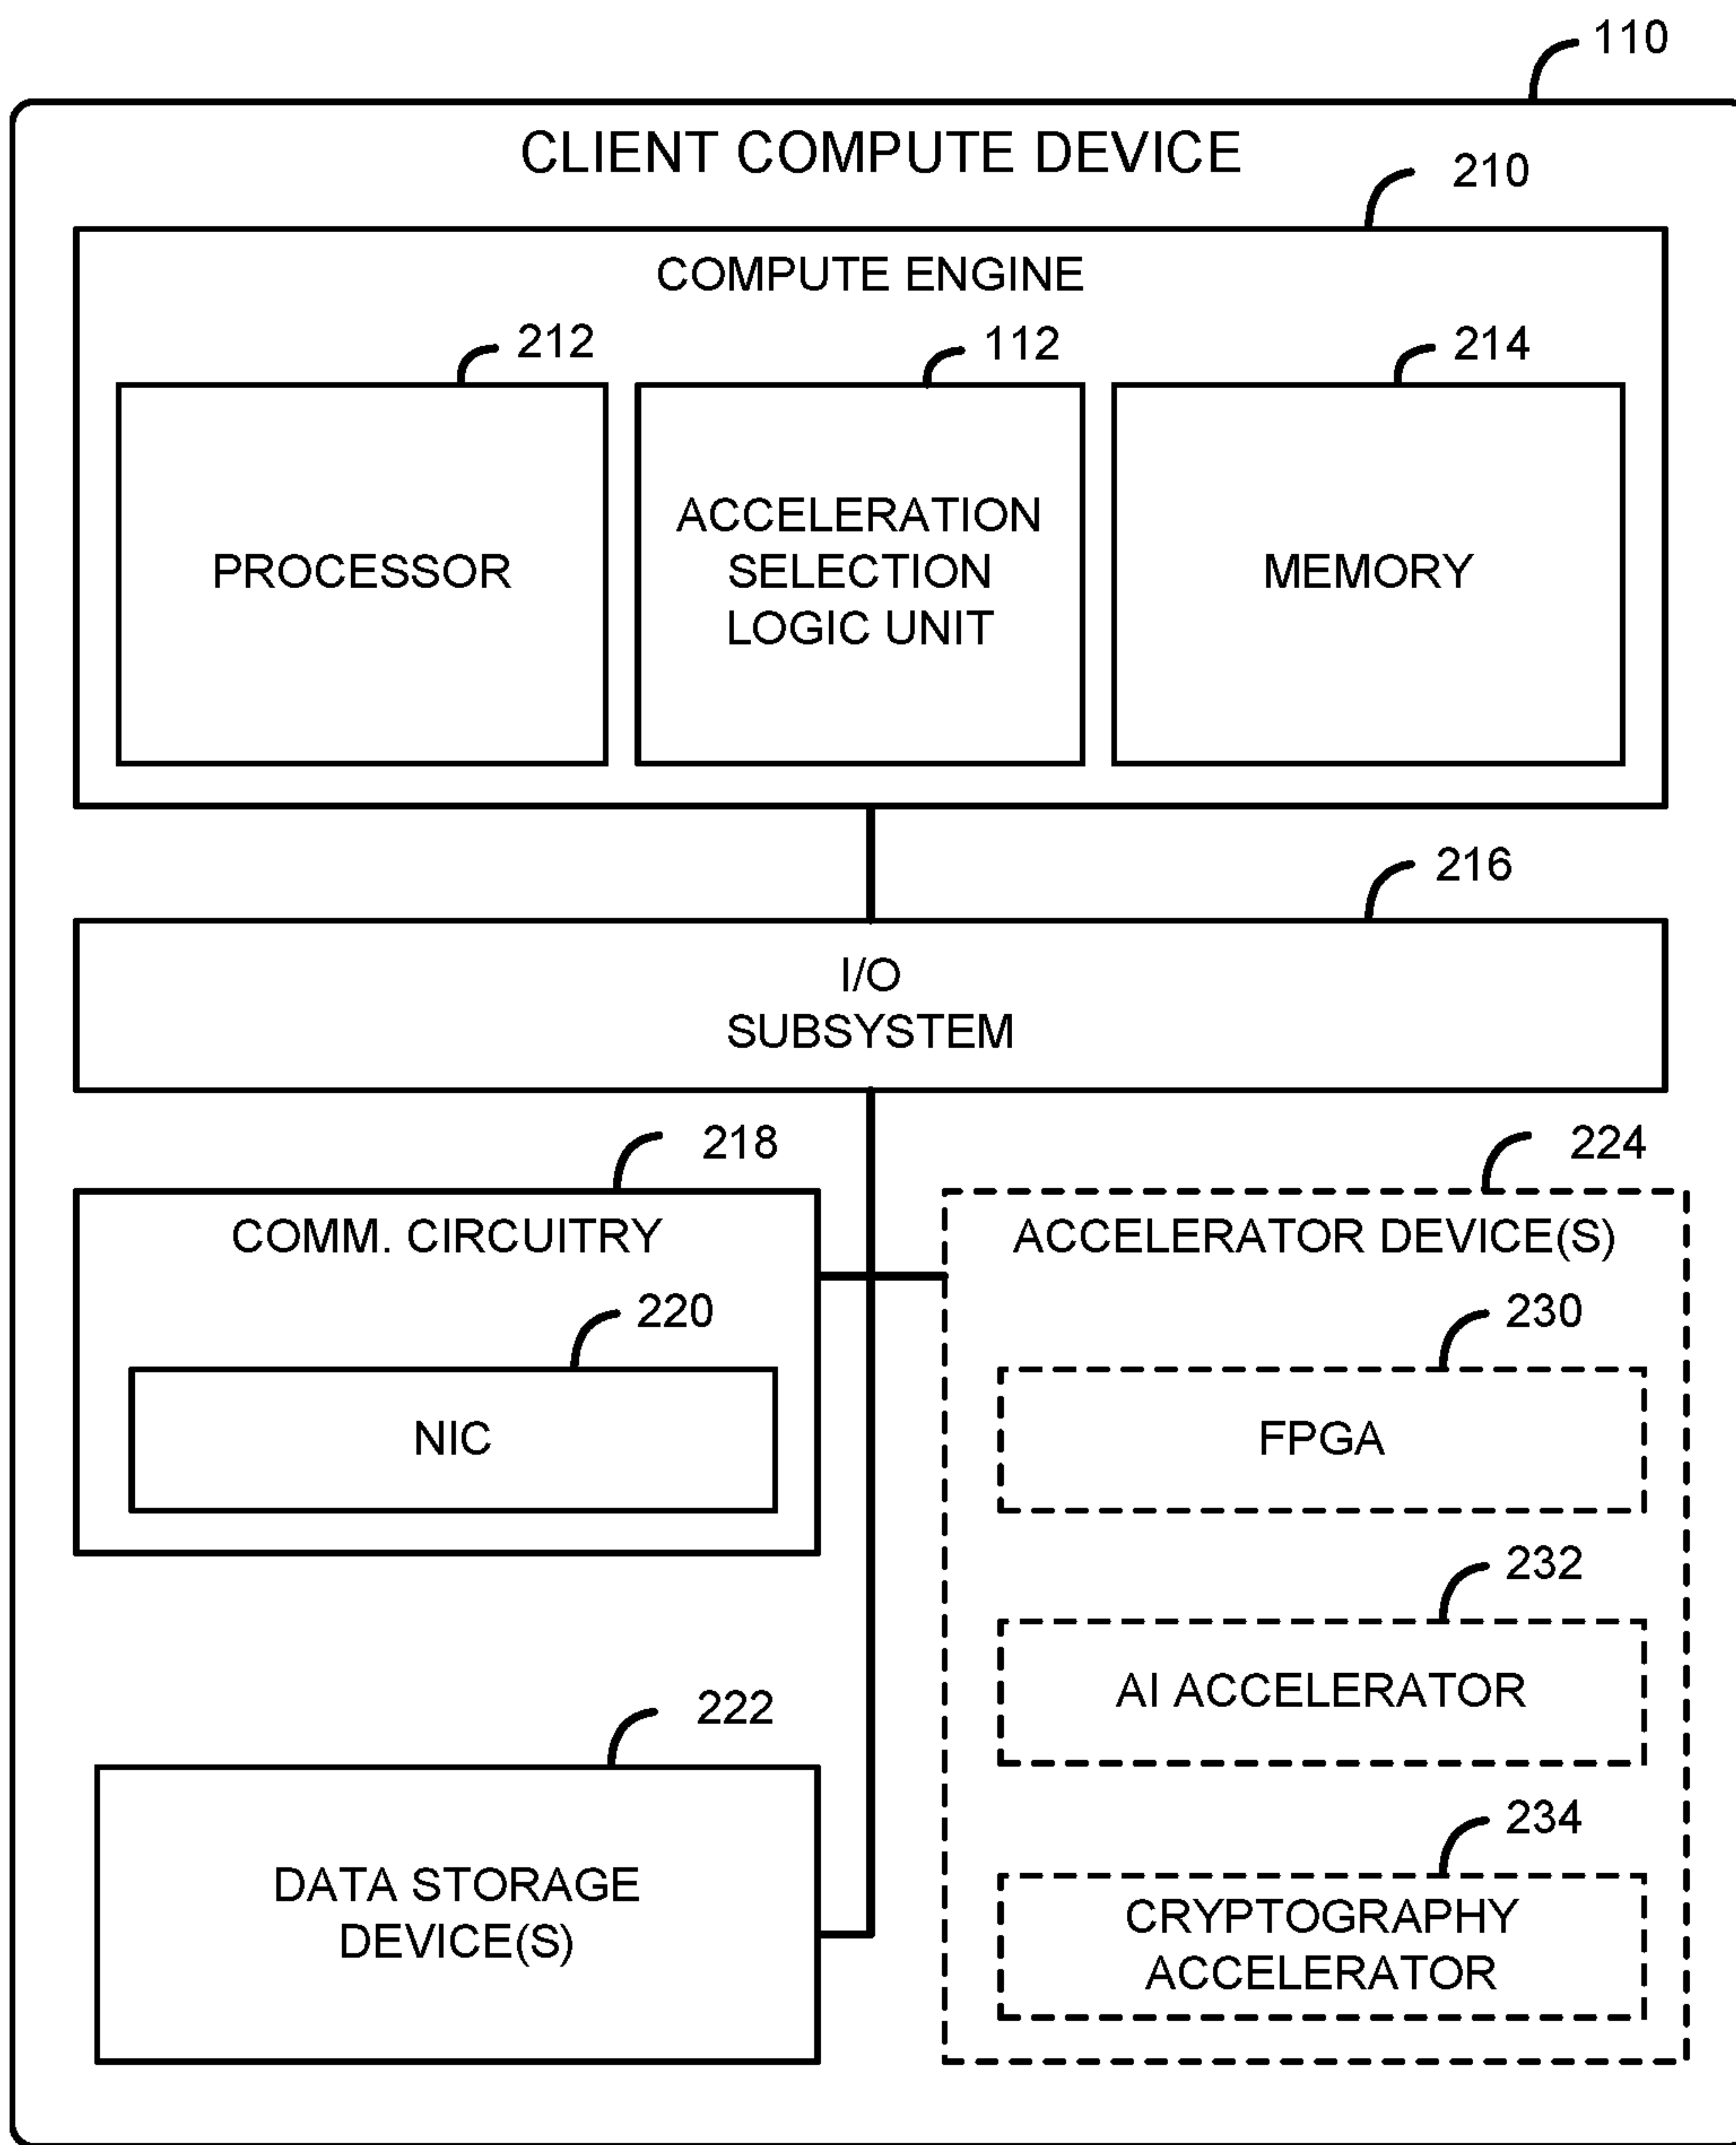 110
CLIENT COMPUTE DEVICE
210
COMPUTE ENGINE
212
112
214
PROCESSOR
ACCELERATION
SELECTION
LOGIC UNIT
MEMORY
216
I/O
SUBSYSTEM
218
COMM. CIRCUITRY
220
NIC
222
DATA STORAGE
DEVICE(S)
224
ACCELERATOR DEVICE(S)
230
FPGA
232
AI ACCELERATOR
234
CRYPTOGRAPHY
ACCELERATOR